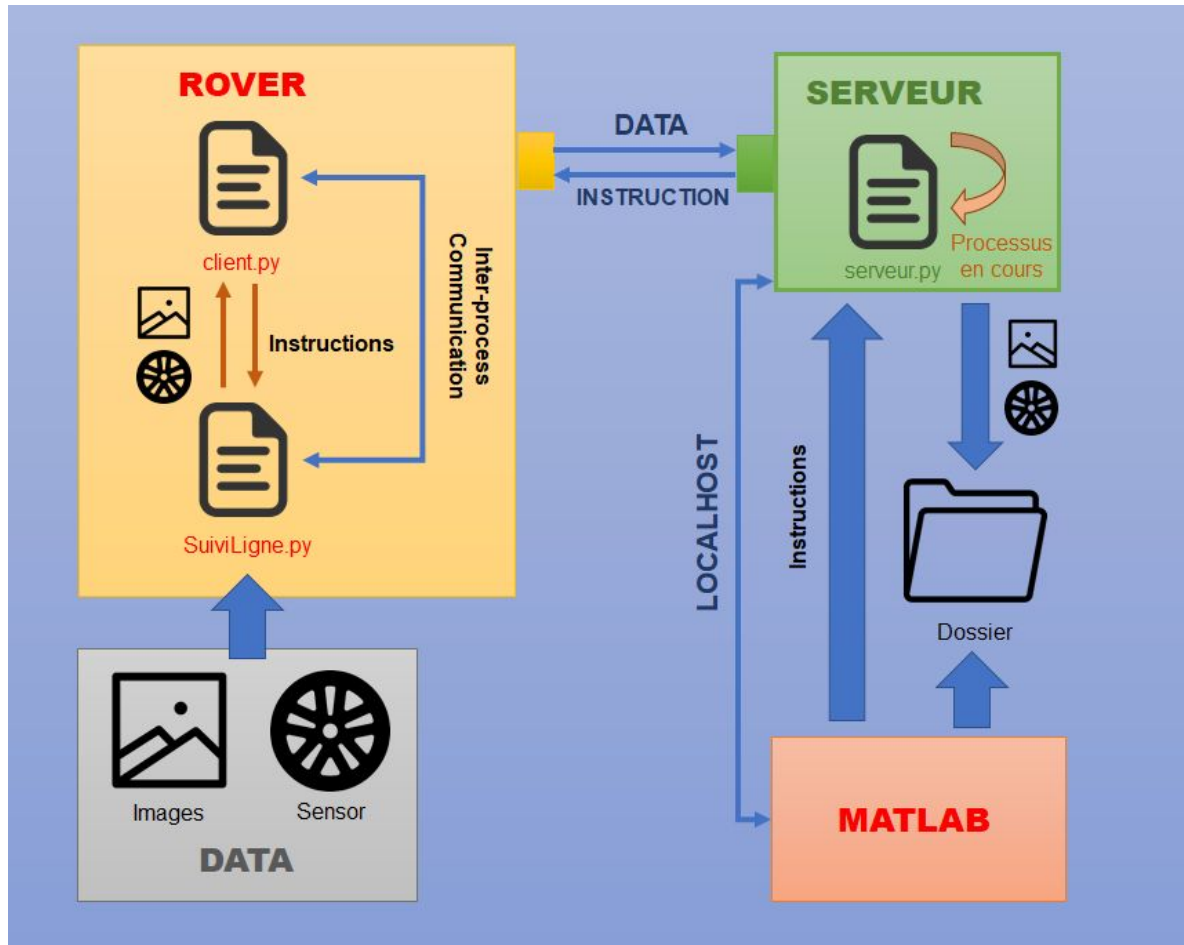 ROVER
client.py
Instructions
Inter-process
Communication
SuiviLigne.py
Images
Sensor
DATA
DATA
INSTRUCTION
SERVEUR
serveur.py
Processus
en cours
LOCALHOST
Instructions
Dossier
MATLAB